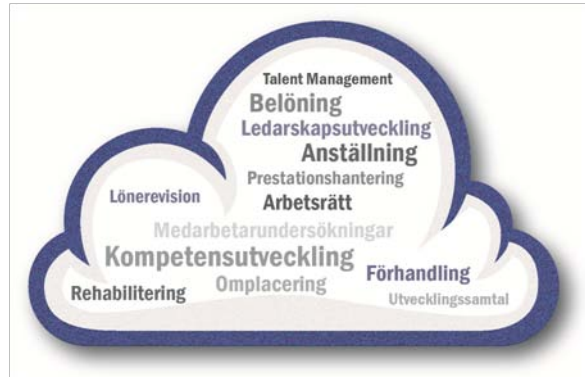 Talent Management
Belöning
Ledarskapsutveckling
Anställning
Prestationshantering
Lönerevision
Arbetsrätt
Medarbetarundersökningar
Kompetensutveckling
Förhandling
Omplacering
Rehabilitering
Utvecklingssamtal